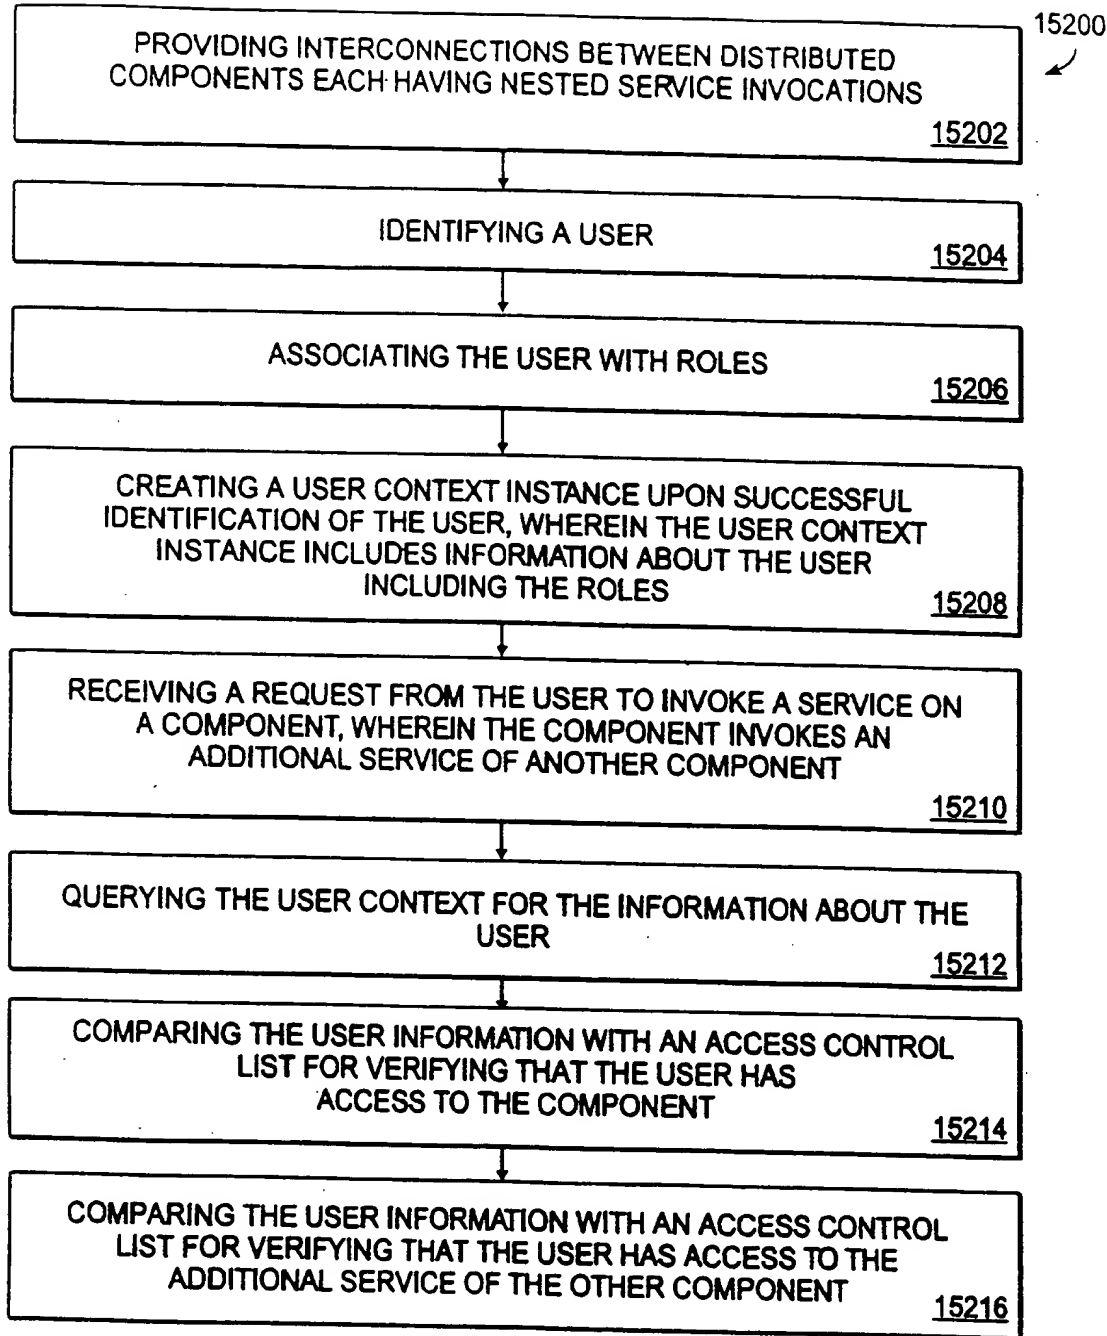 15200
PROVIDING INTERCONNECTIONS BETWEEN DISTRIBUTED
COMPONENTS EACH HAVING NESTED SERVICE INVOCATIONS
15202
IDENTIFYING A USER
15204
ASSOCIATING THE USER WITH ROLES
15206
CREATING A USER CONTEXT INSTANCE UPON SUCCESSFUL
IDENTIFICATION OF THE USER, WHEREIN THE USER CONTEXT
INSTANCE INCLUDES INFORMATION ABOUT THE USER
INCLUDING THE ROLES
15208
RECEIVING A REQUEST FROM THE USER TO INVOKE A SERVICE ON
A COMPONENT, WHEREIN THE COMPONENT INVOKES AN
ADDITIONAL SERVICE OF ANOTHER COMPONENT
15210
QUERYING THE USER CONTEXT FOR THE INFORMATION ABOUT THE
USER
15212
COMPARING THE USER INFORMATION WITH AN ACCESS CONTROL
LIST FOR VERIFYING THAT THE USER HAS
ACCESS TO THE COMPONENT
15214
COMPARING THE USER INFORMATION WITH AN ACCESS CONTROL
LIST FOR VERIFYING THAT THE USER HAS ACCESS TO THE
ADDITIONAL SERVICE OF THE OTHER COMPONENT
15216